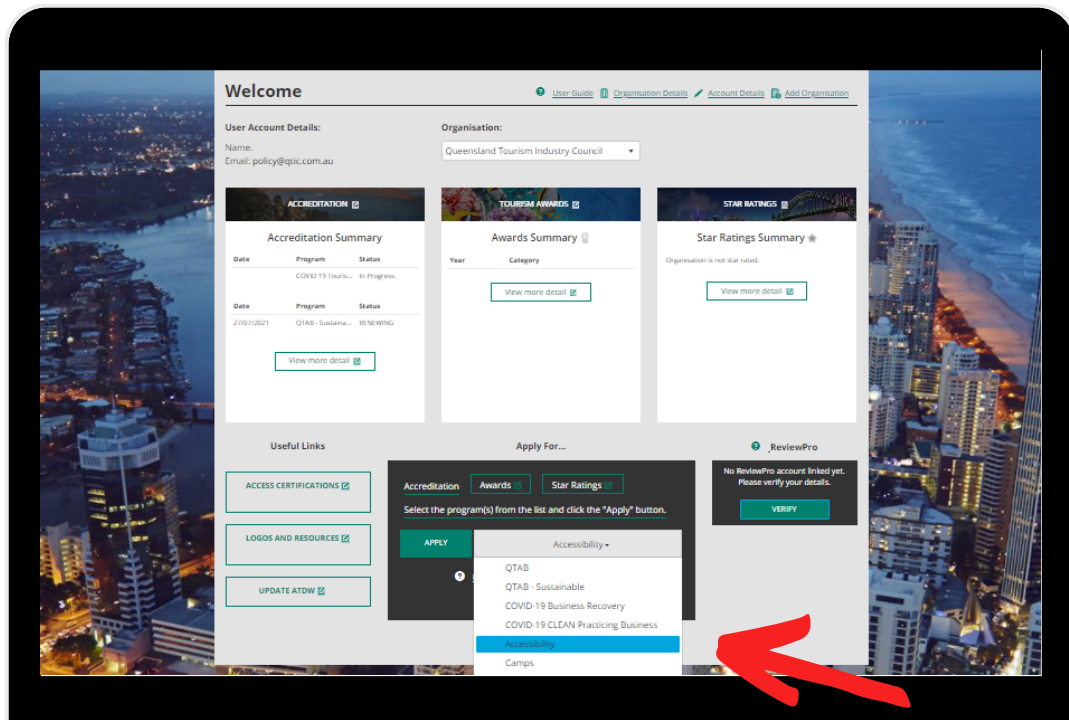 Welcome
User Guide Organisation Details Account Details Add Organisation
User Account Details:
Name.
Email: policy@qtic.com.au
Organisation:
Queensland Tourism Industry Council
ACCREDITATION
Accreditation Summary
Date Program Status
COVID 19 Touris... In Progress.
Date Program Status
27/07/2021 QTAB - Sustaina... RENEWING
View more detail
TOURISM AWARDS
Awards Summary
Year Category
View more detail
STAR RATINGS
Star Ratings Summary
Organisation is not star rated.
View more detail
Useful Links
ACCESS CERTIFICATIONS
LOGOS AND RESOURCES
UPDATE ATDW
Apply For...
Accreditation Awards Star Ratings
Select the program(s) from the list and click the "Apply" button.
APPLY Accessibility
QTAB
QTAB - Sustainable
COVID-19 Business Recovery
COVID-19 CLEAN Practicing Business
Accessibility
Camps
_ReviewPro
No ReviewPro account linked yet.
Please verify your details.
VERIFY